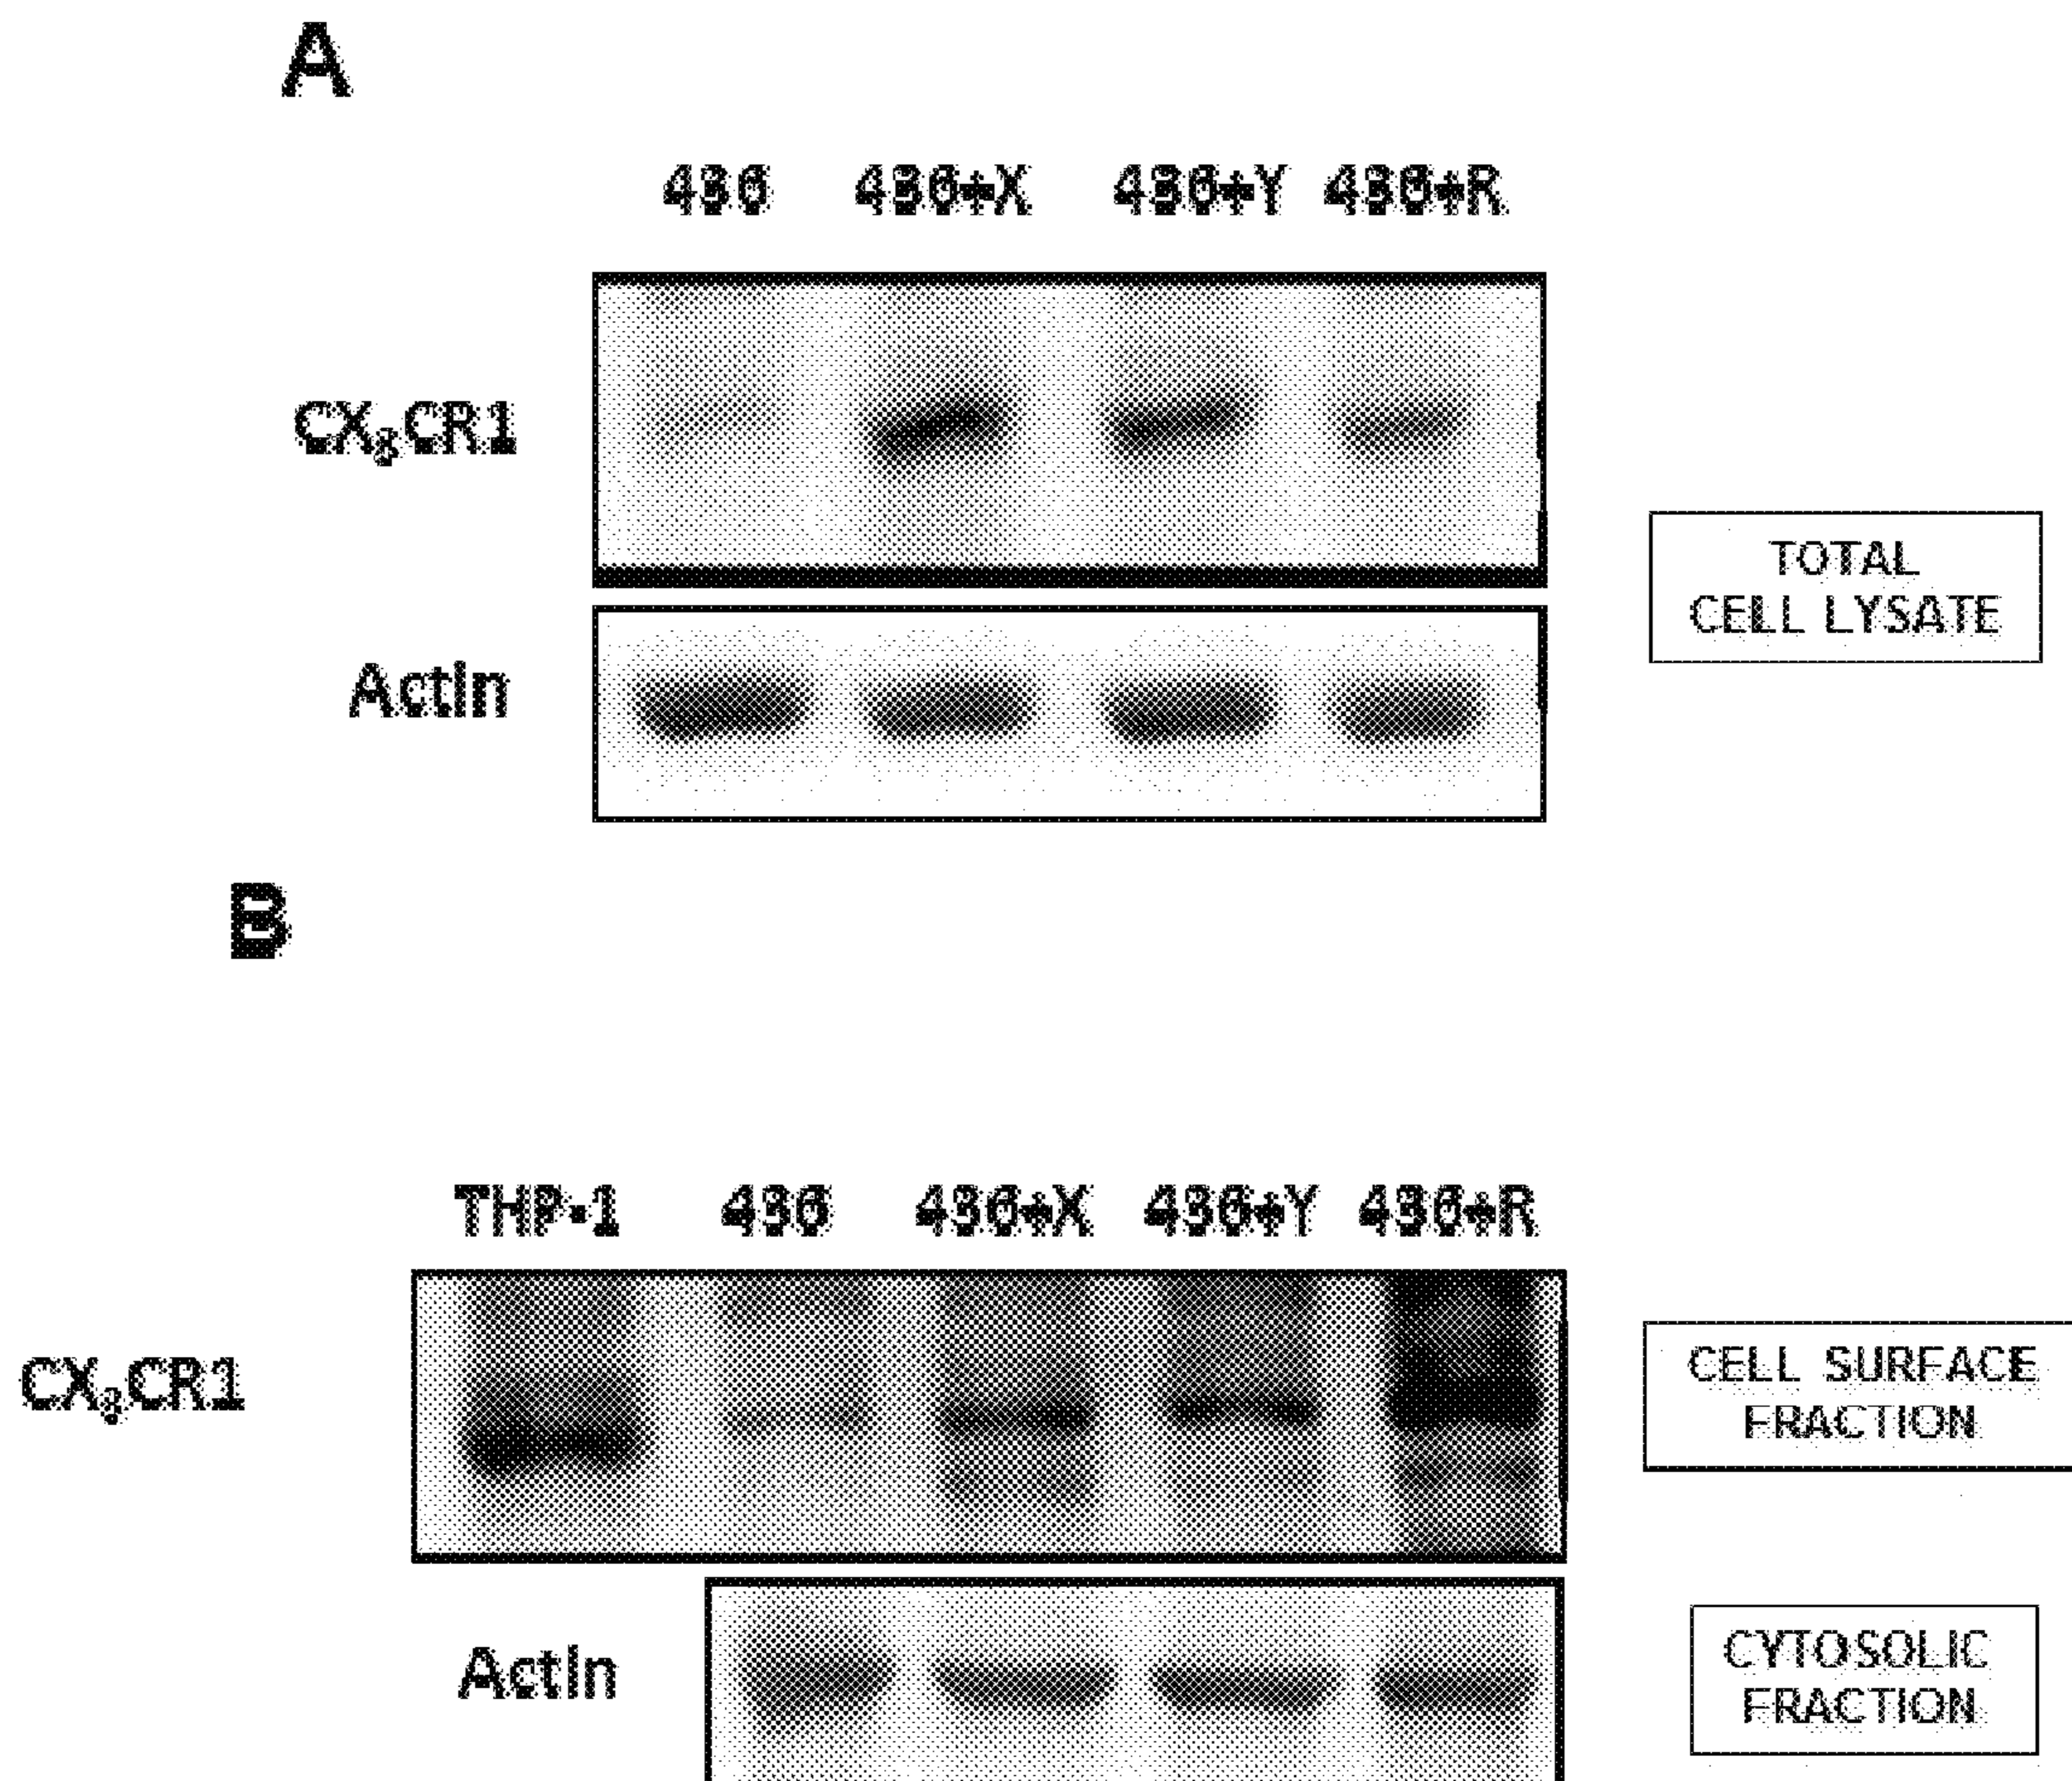 A
436 436+X 436+Y 436+R
CX₃CR1
TOTAL
CELL LYSATE
Actin
B
THP-1 436 436+X 436+Y 436+R
CX₃CR1
CELL SURFACE
FRACTION
Actin
CYTOSOLIC
FRACTION